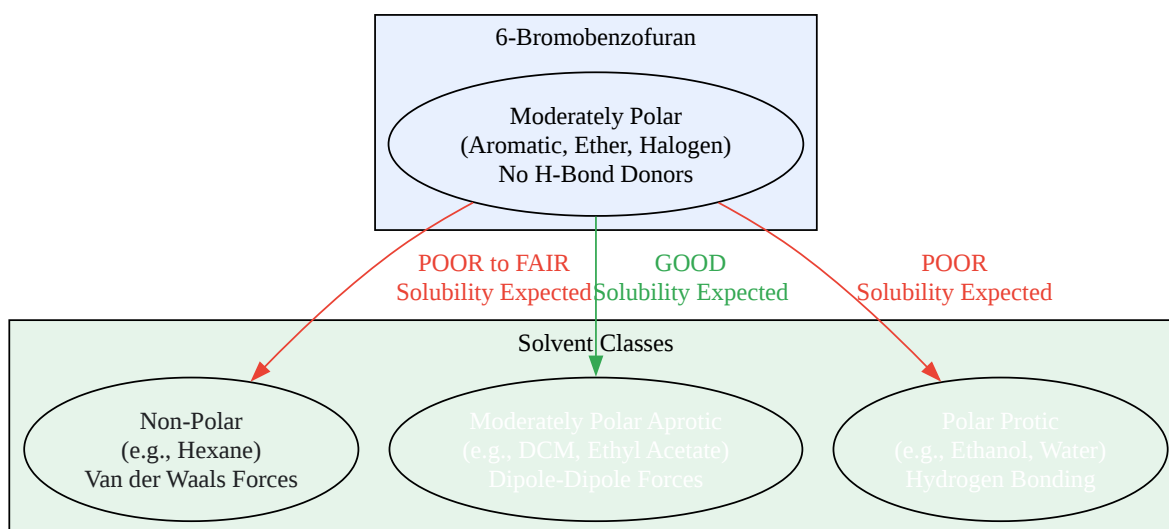 6-Bromobenzofuran
Moderately Polar
(Aromatic, Ether, Halogen)
No H-Bond Donors
POOR to FAIR
Solubility Expected
GOOD
Solubility Expected
POOR
Solubility Expected
Solvent Classes
Non-Polar
(e.g., Hexane)
Van der Waals Forces
Moderately Polar Aprotic
(e.g., DCM, Ethyl Acetate)
Dipole-Dipole Forces
Polar Protic
(e.g., Ethanol, Water)
Hydrogen Bonding